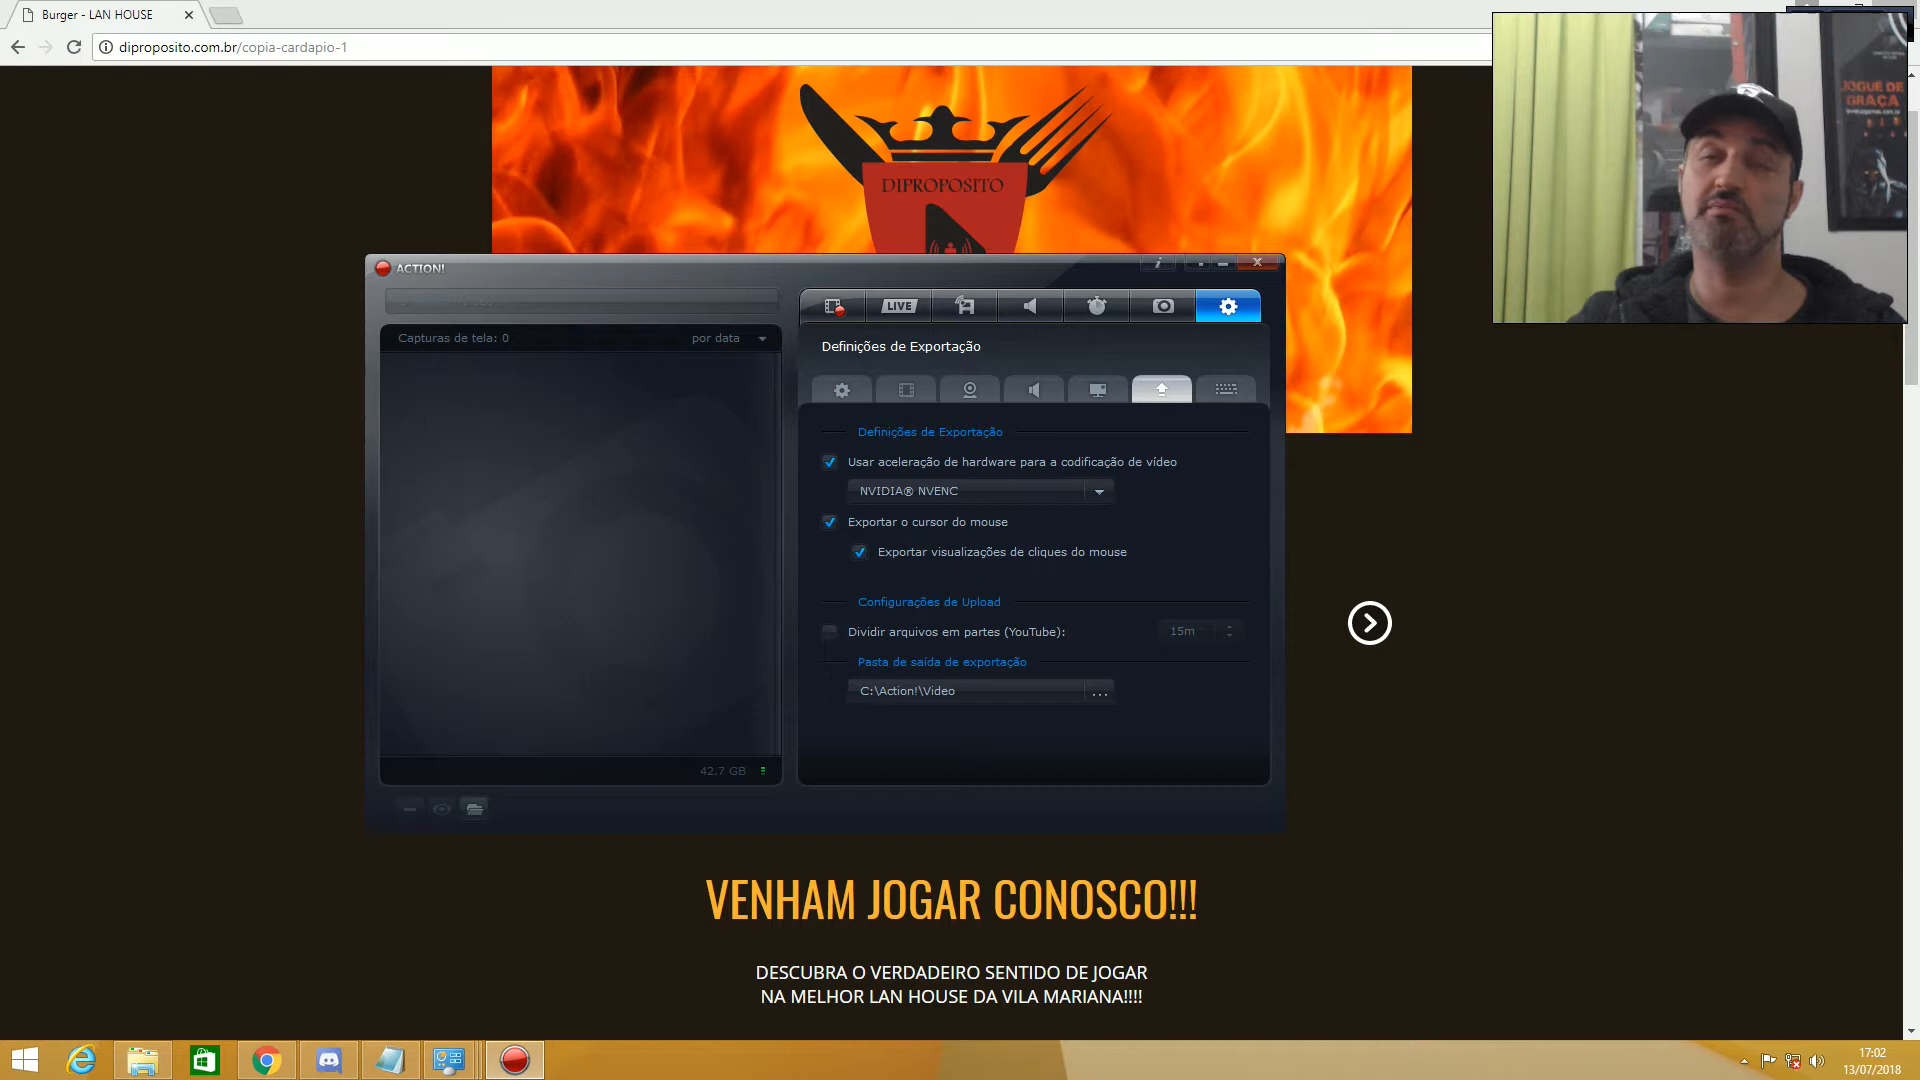 Burger - LAN HOUSE
diproposito.com.br/copia-cardapio-1
JOGUE DE
GRAÇA
DIPROPOSITO
ACTION!
LIVE
Capturas de tela: 0
por data
Definições de Exportação
Definições de Exportação
Usar aceleração de hardware para a codificação de vídeo
NVIDIA® NVENC
Exportar o cursor do mouse
Exportar visualizações de cliques do mouse
Configurações de Upload
Dividir arquivos em partes (YouTube):
15m
Pasta de saída de exportação
C:\Action!\Video
...
42.7 GB
VENHAM JOGAR CONOSCO!!!
DESCUBRA O VERDADEIRO SENTIDO DE JOGAR
NA MELHOR LAN HOUSE DA VILA MARIANA!!!!
17:02
13/07/2018